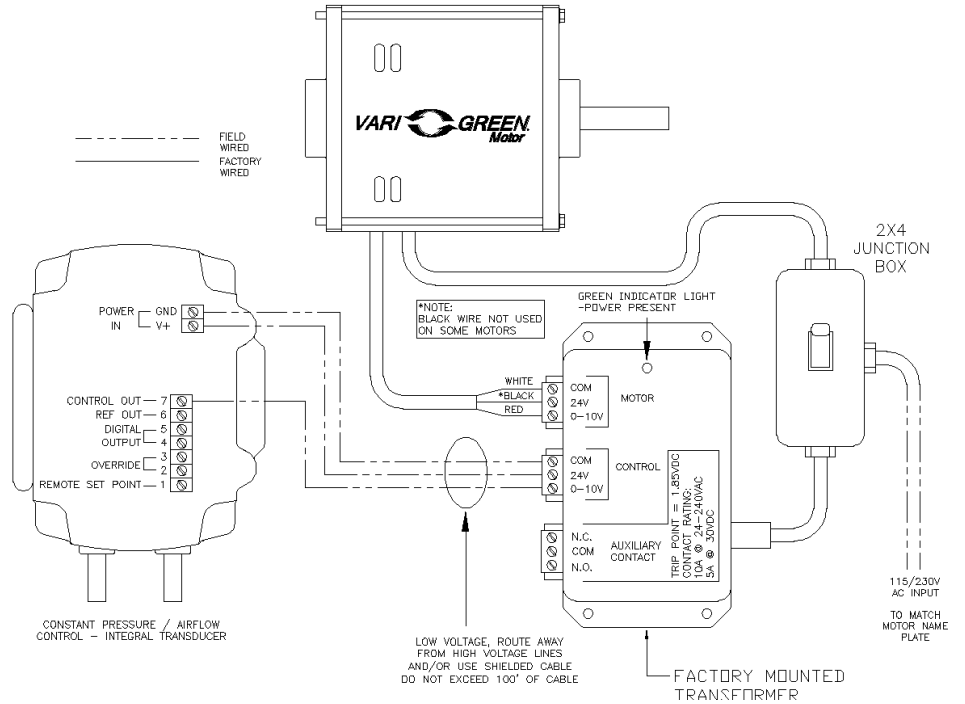 VARI GREEN
Motor
FIELD
WIRED
FACTORY
WIRED
2X4
JUNCTION
BOX
GREEN INDICATOR LIGHT
-POWER PRESENT
*NOTE:
BLACK WIRE NOT USED
ON SOME MOTORS
POWER
IN
GND
V+
CONTROL OUT 7
REF OUT 6
DIGITAL 5
OUTPUT 4
OVERRIDE
3
2
REMOTE SET POINT 1
WHITE
*BLACK
RED
COM
24V
0-10V
MOTOR
COM
24V
0-10V
CONTROL
N.C.
COM
N.O.
AUXILIARY
CONTACT
TRIP POINT = 1.85VDC
CONTACT RATING:
10A @ 24-240VAC
5A @ 30VDC
115/230V
AC INPUT
TO MATCH
MOTOR NAME
PLATE
CONSTANT PRESSURE / AIRFLOW
CONTROL - INTEGRAL TRANSDUCER
LOW VOLTAGE, ROUTE AWAY
FROM HIGH VOLTAGE LINES
AND/OR USE SHIELDED CABLE
DO NOT EXCEED 100' OF CABLE
FACTORY MOUNTED
TRANSFORMER